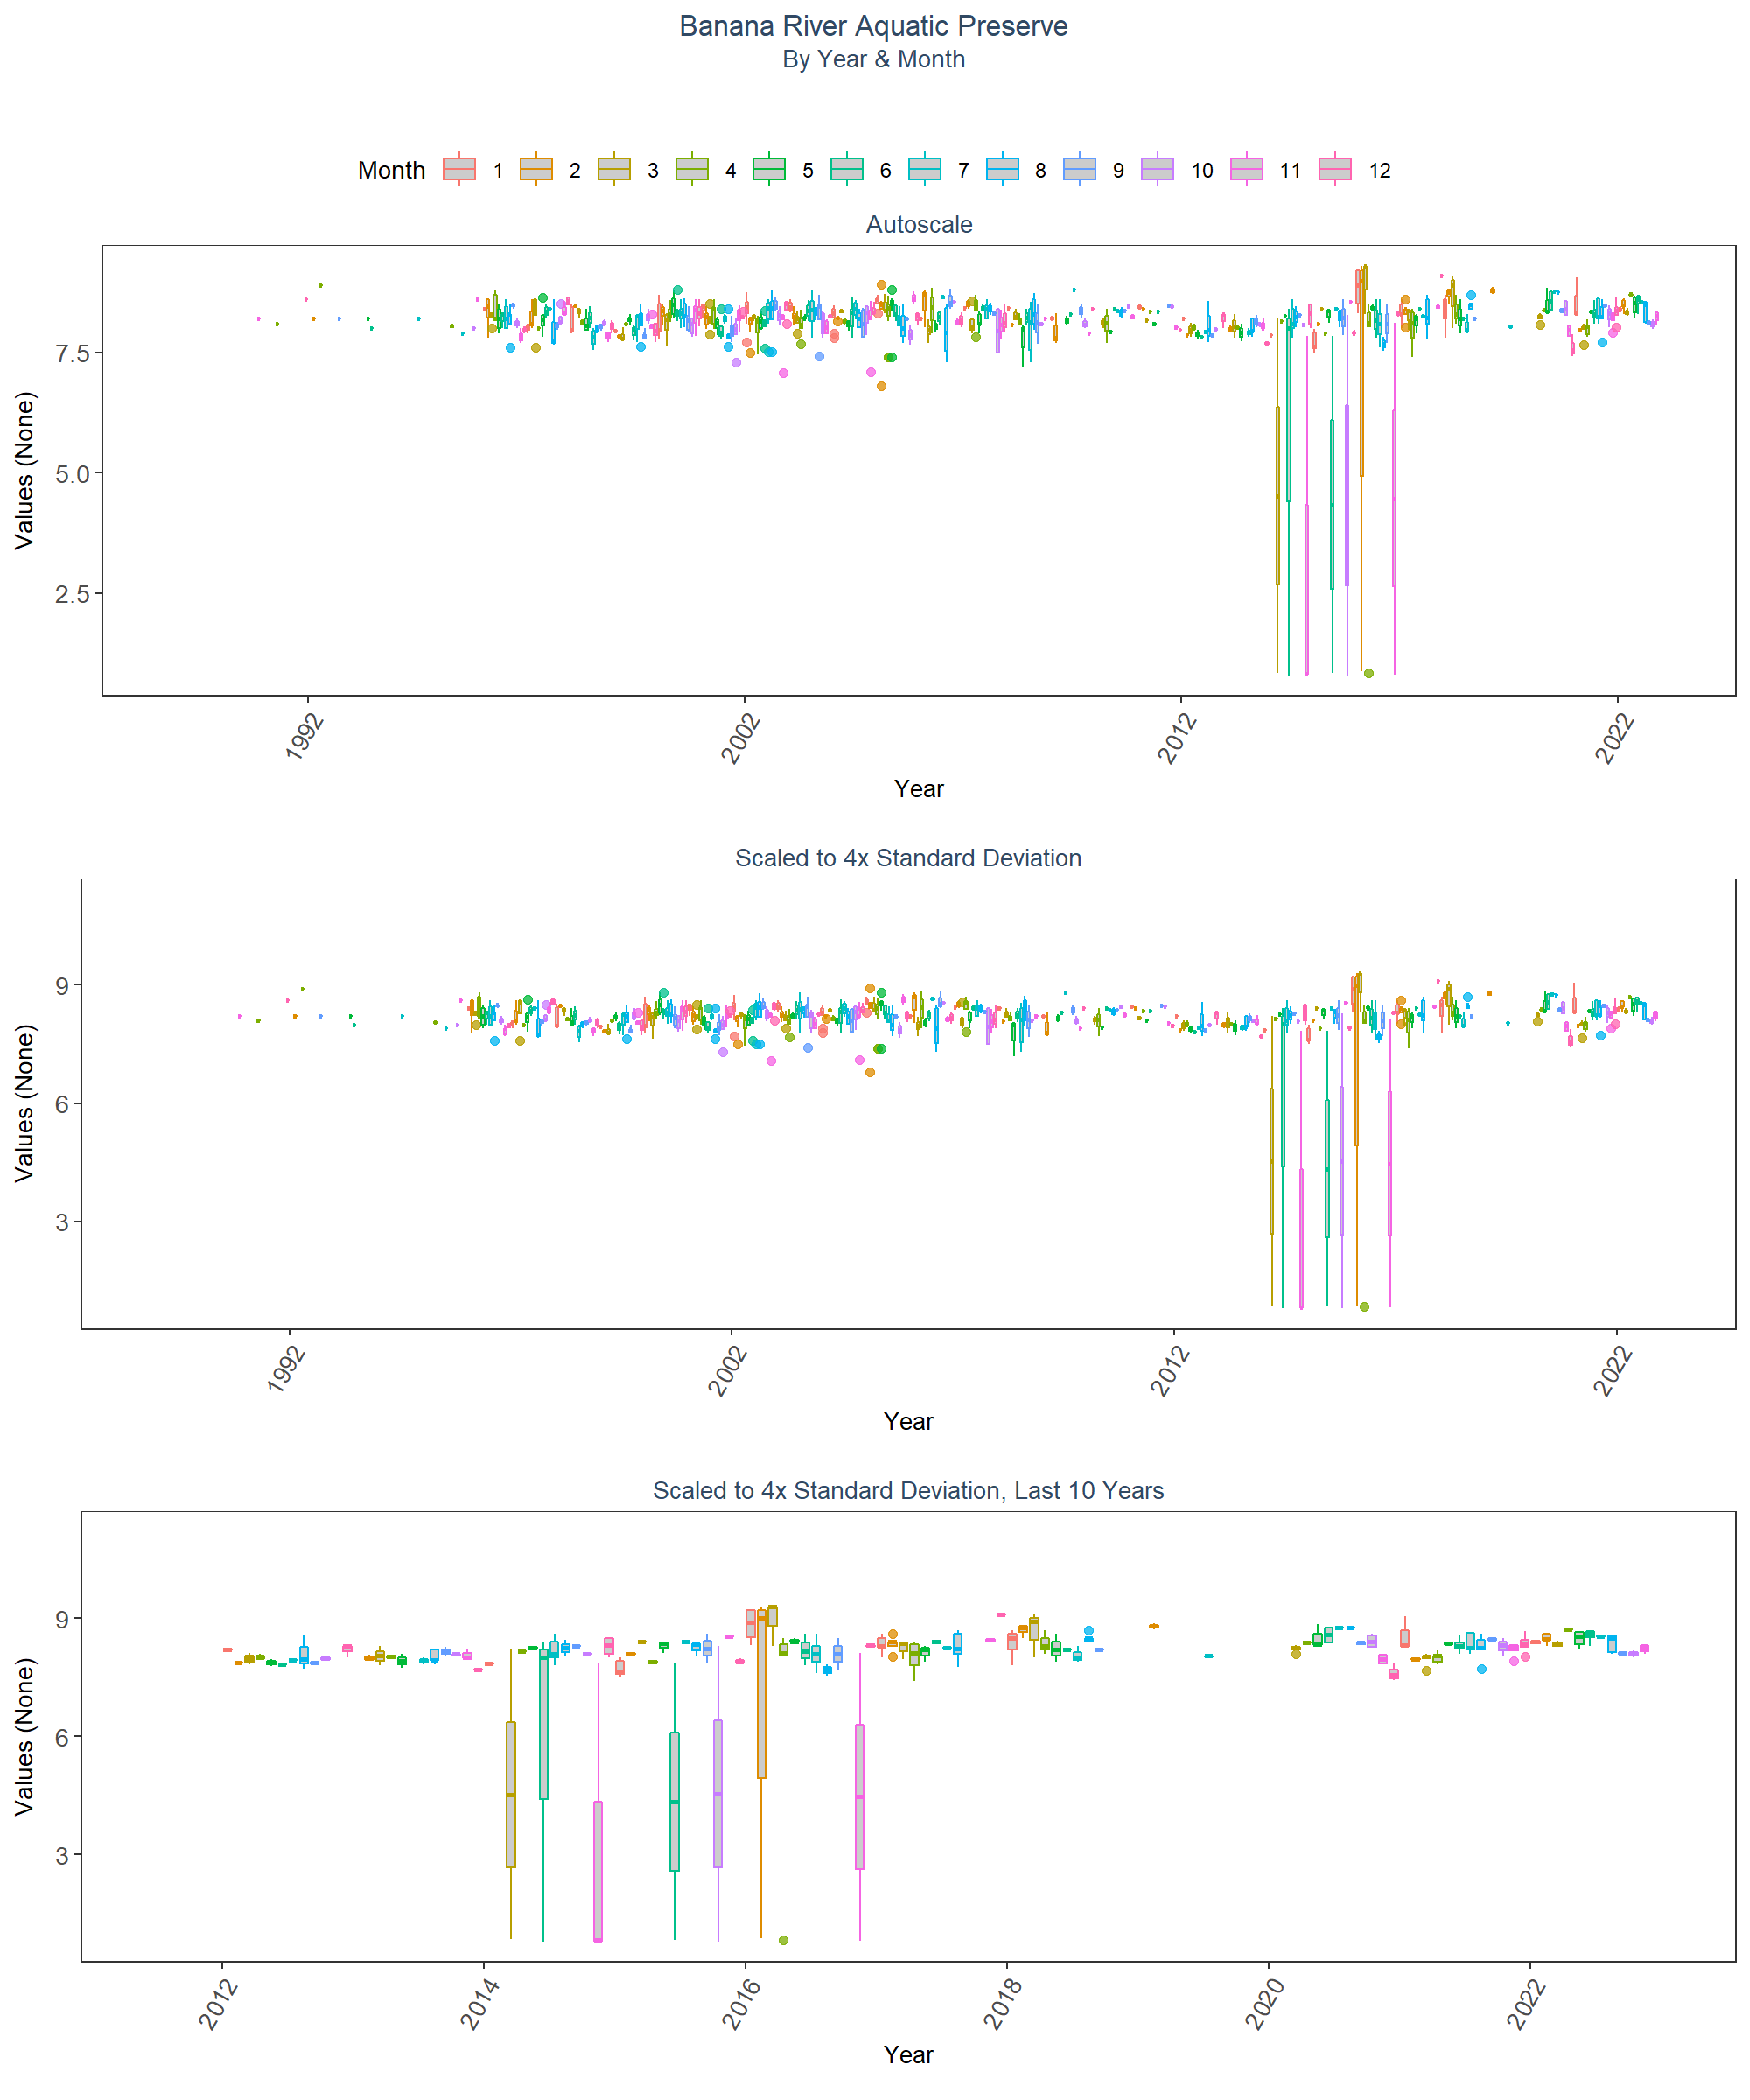 Banana River Aquatic Preserve
By Year & Month
Month 1 2 3 4 5 6 7 8 9 10 11 12
Autoscale
7.5
5.0
2.5
Values (None)
1992 2002 2012 2022
Year
Scaled to 4x Standard Deviation
9
6
3
Values (None)
1992 2002 2012 2022
Year
Scaled to 4x Standard Deviation, Last 10 Years
9
6
3
Values (None)
2012 2014 2016 2018 2020 2022
Year